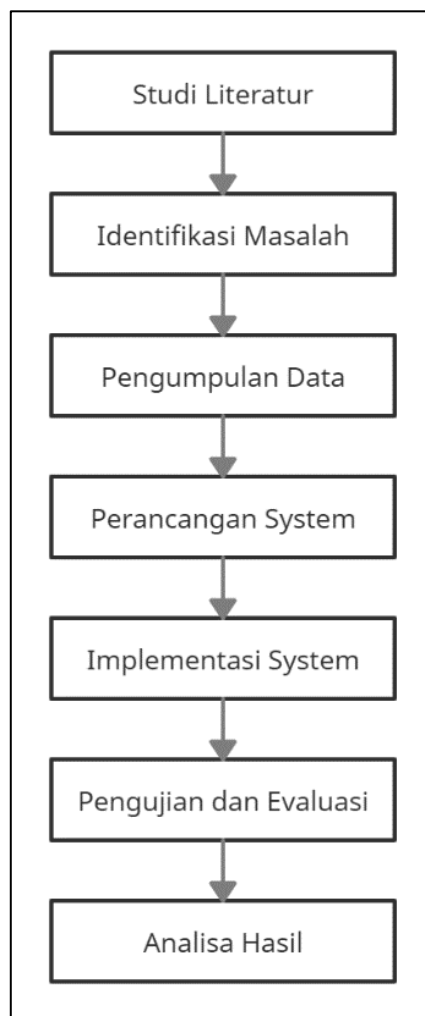 Studi Literatur
Identifikasi Masalah
Pengumpulan Data
Perancangan System
Implementasi System
Pengujian dan Evaluasi
Analisa Hasil